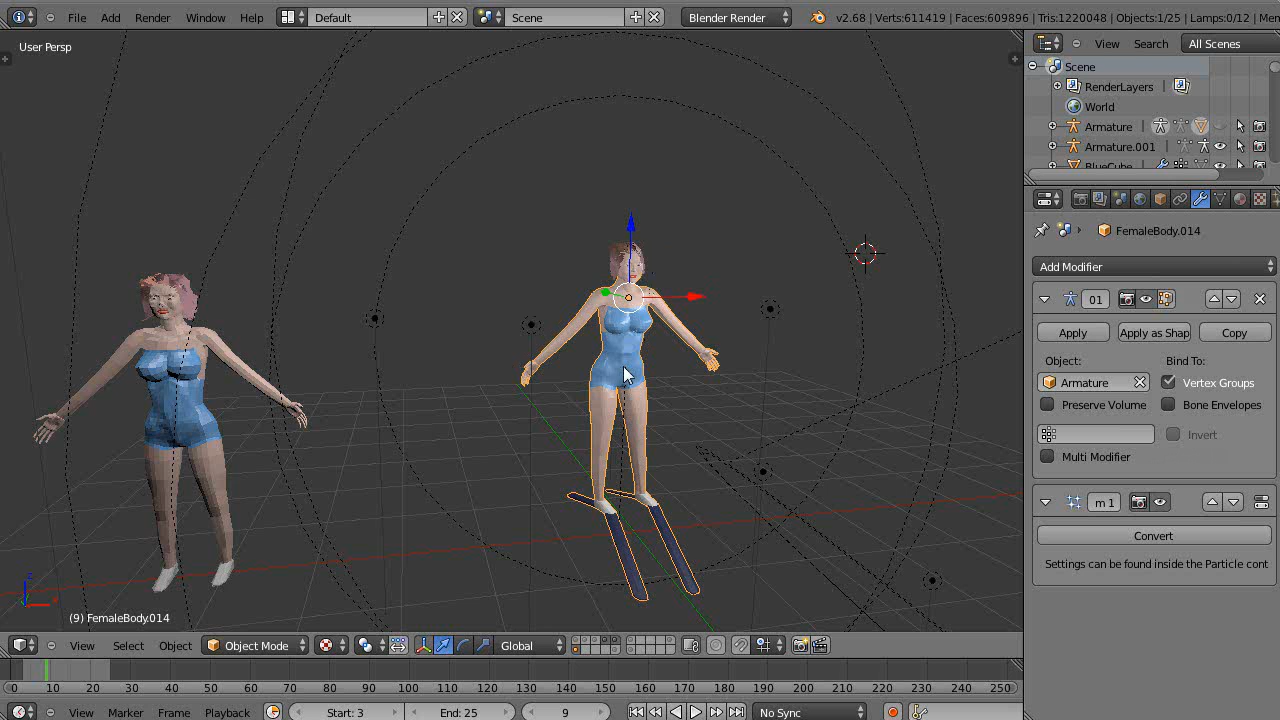 File Add Render Window Help Default Scene Blender Render v2.68 | Verts:611419 | Faces:609896 | Tris:1220048 | Objects:1/25 | Lamps:0/12 | Mem
User Persp
View Search All Scenes
Scene
RenderLayers
World
Armature
Armature.001
BlueCube
FemaleBody.014
Add Modifier
01
Apply Apply as Shap Copy
Object: Bind To:
Armature Vertex Groups
Preserve Volume Bone Envelopes
Invert
Multi Modifier
m 1
Convert
Settings can be found inside the Particle cont
z
(9) FemaleBody.014
View Select Object Object Mode Global
0 10 20 30 40 50 60 70 80 90 100 110 120 130 140 150 160 170 180 190 200 210 220 230 240 250
View Marker Frame Playback Start: 3 End: 25 9 No Sync